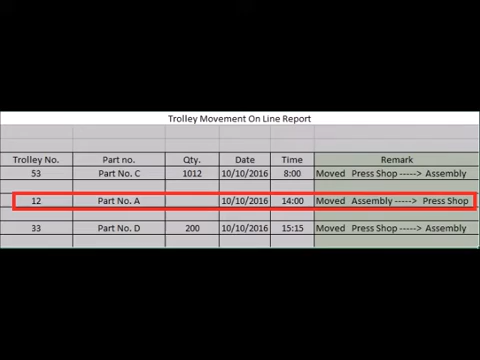 Trolley Movement On Line Report
Trolley No. Part no. Qty. Date Time Remark
53 Part No. C 1012 10/10/2016 8:00 Moved Press Shop -----> Assembly
12 Part No. A 10/10/2016 14:00 Moved Assembly -----> Press Shop
33 Part No. D 200 10/10/2016 15:15 Moved Press Shop -----> Assembly